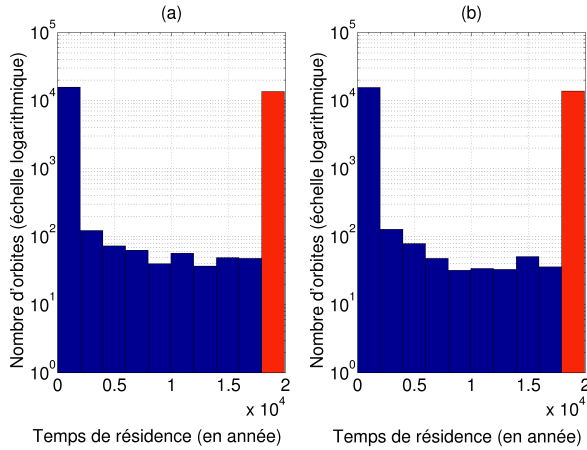 (a)
(b)
Nombre d'orbites (échelle logarithmique)
10^5
10^4
10^3
10^2
10^1
10^0
0 0.5 1 1.5 2
x 10^4
Temps de résidence (en année)
Nombre d'orbites (échelle logarithmique)
10^5
10^4
10^3
10^2
10^1
10^0
0 0.5 1 1.5 2
x 10^4
Temps de résidence (en année)